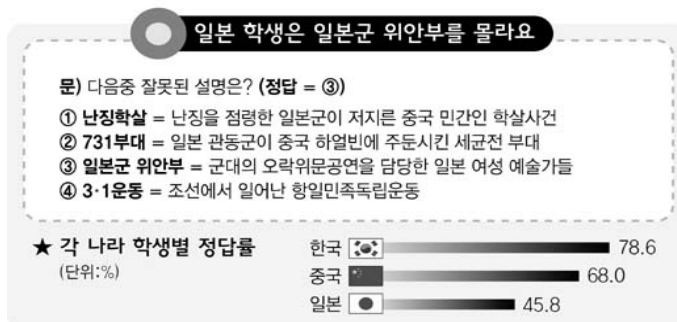 일본 학생은 일본군 위안부를 몰라요
문) 다음중 잘못된 설명은? (정답 = ③)
① 난징학살 = 난징을 점령한 일본군이 저지른 중국 민간인 학살사건
② 731부대 = 일본 관동군이 중국 하얼빈에 주둔시킨 세균전 부대
③ 일본군 위안부 = 군대의 오락위문공연을 담당한 일본 여성 예술가들
④ 3·1운동 = 조선에서 일어난 항일민족독립운동
★ 각 나라 학생별 정답률
(단위:%)
한국 78.6
중국 68.0
일본 45.8